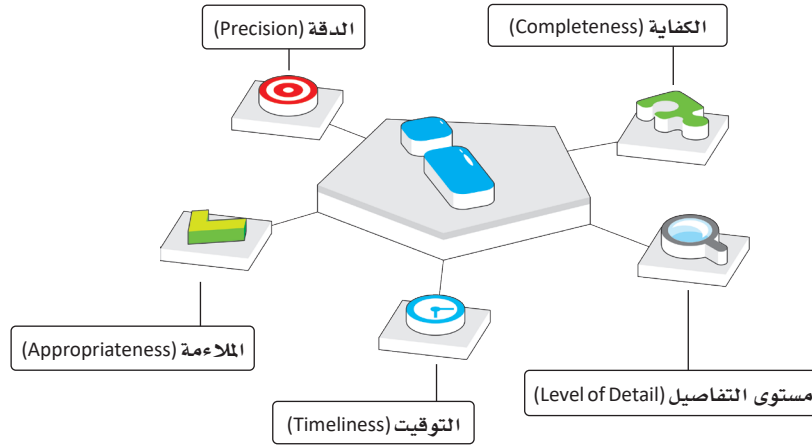 الدقة (Precision)
الكفاية (Completeness)
الملاءمة (Appropriateness)
مستوى التفاصيل (Level of Detail)
التوقيت (Timeliness)